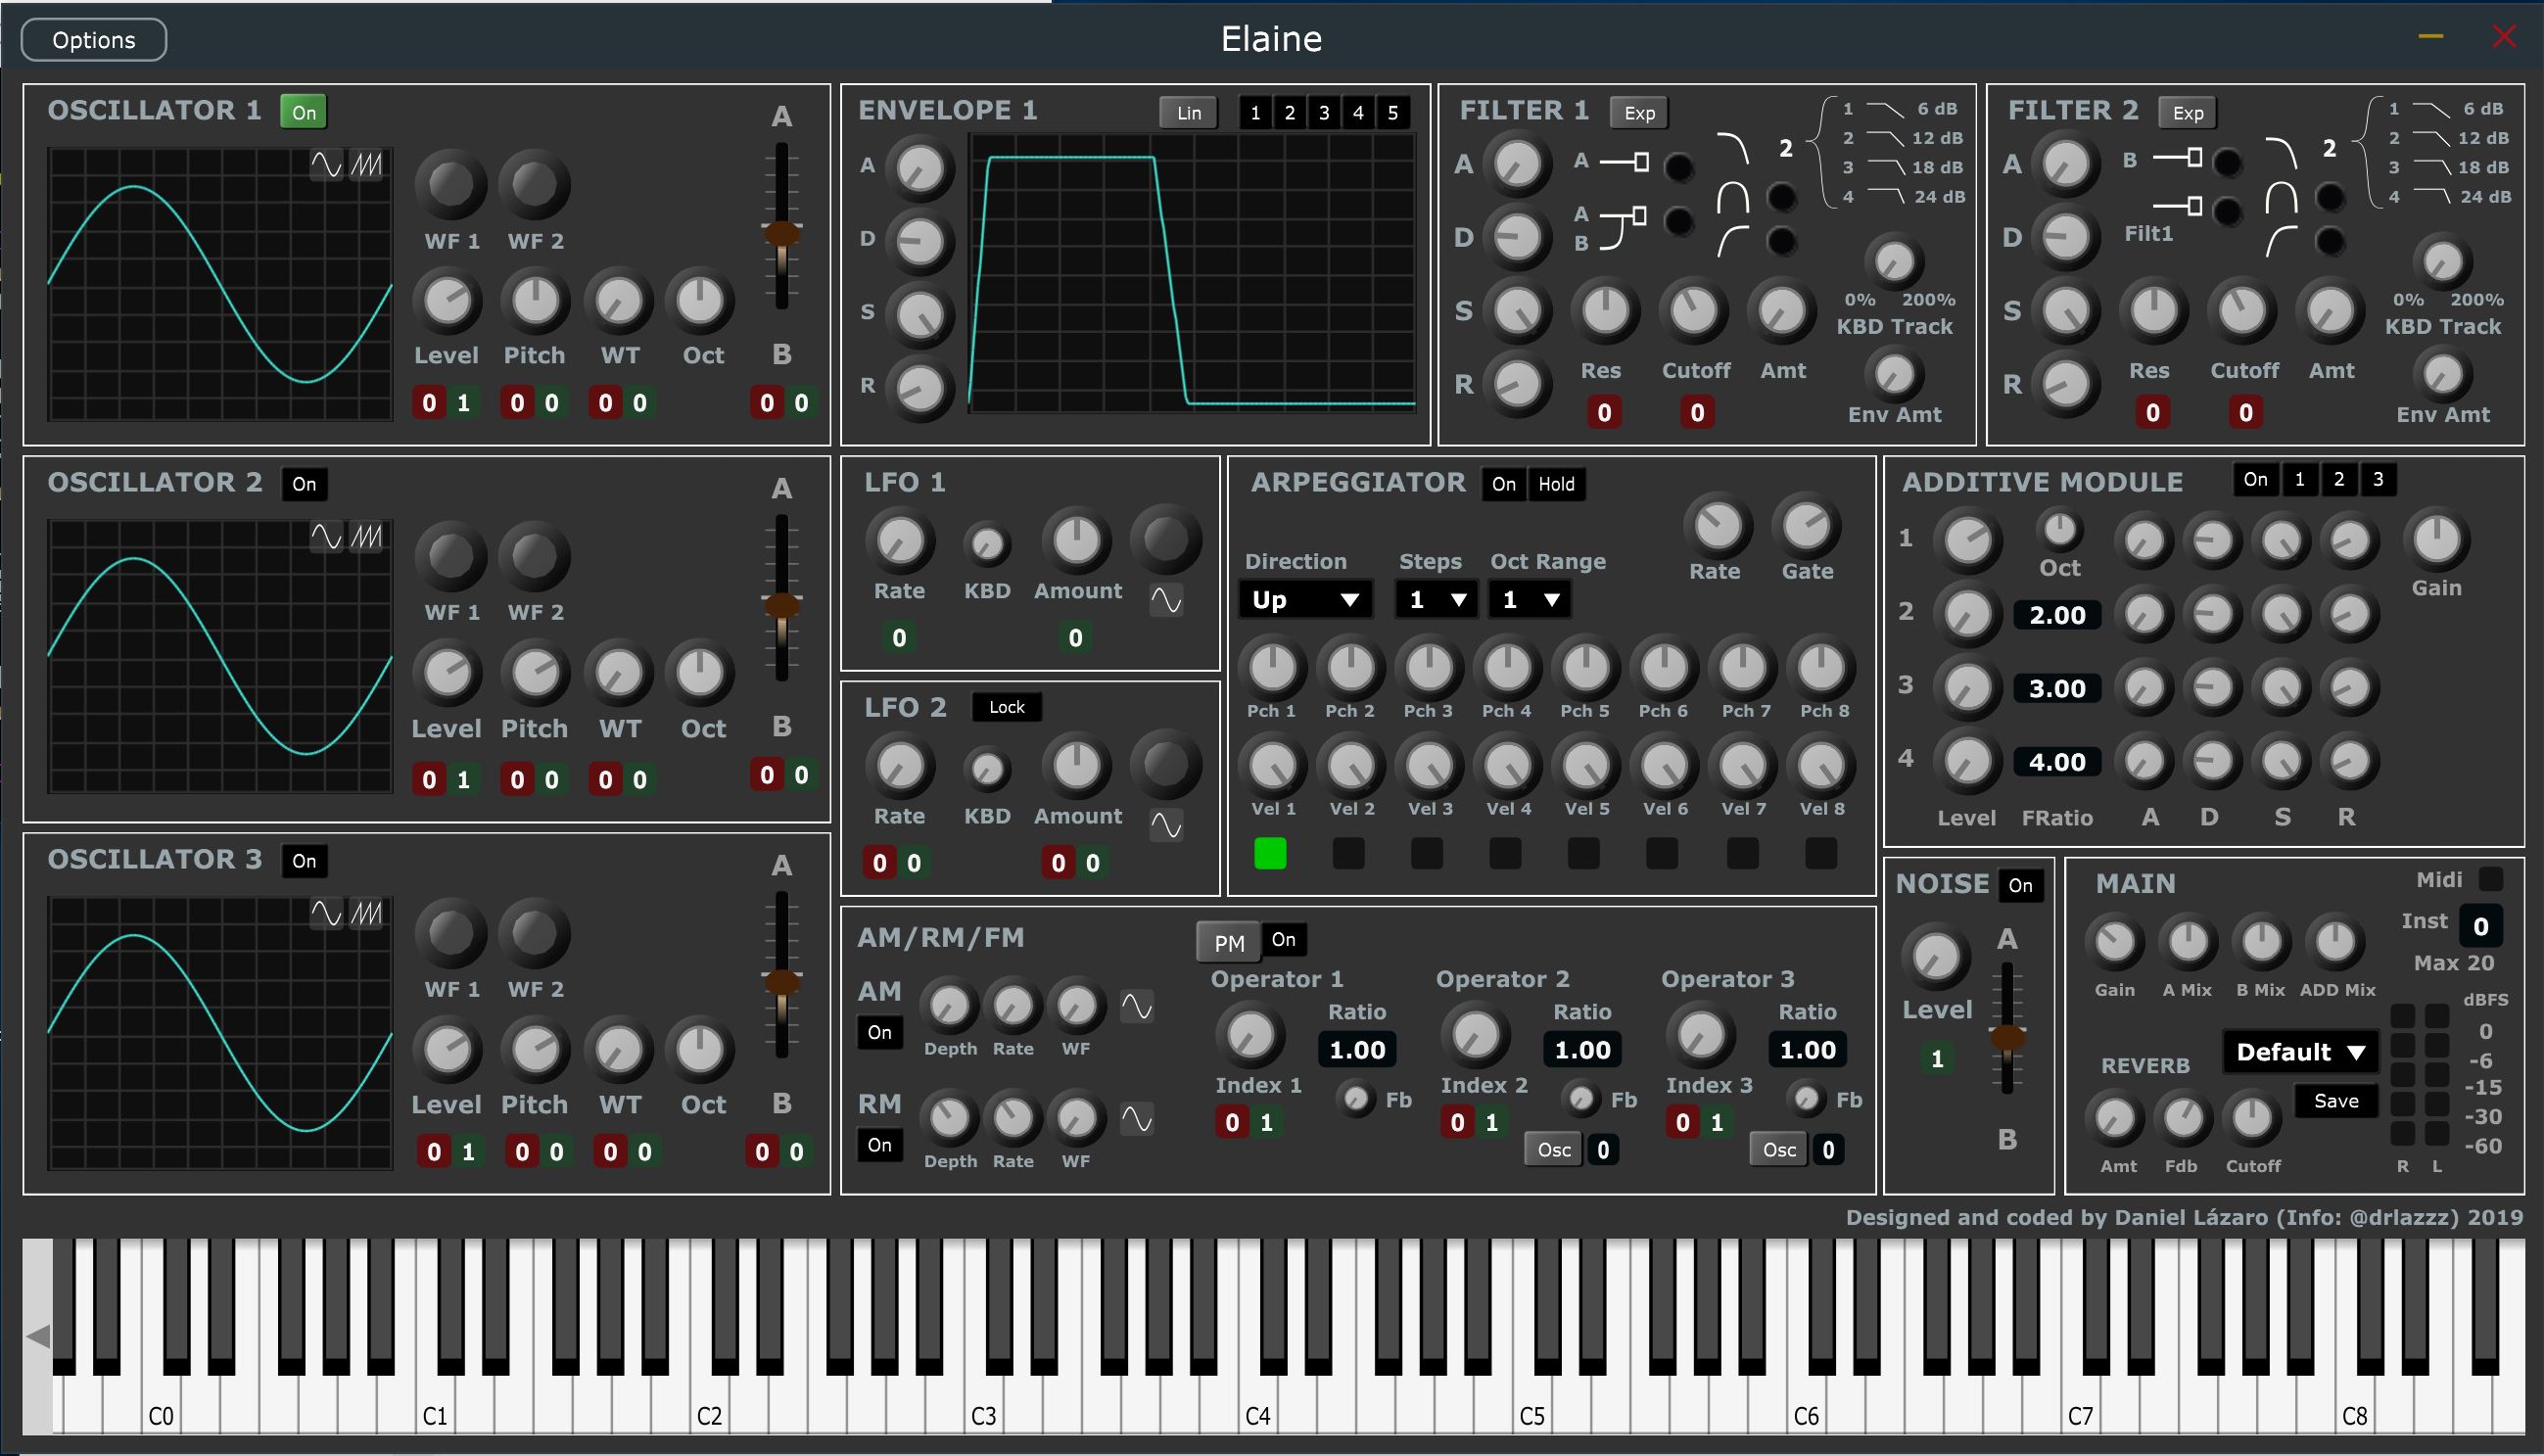 Options
Elaine
OSCILLATOR 1 On
A
WF 1 WF 2
Level Pitch WT Oct
B
0 1 0 0 0 0 0 0
ENVELOPE 1 Lin 1 2 3 4 5
A
D
S
R
FILTER 1 Exp
A
D
S
R
A
A
B
2
1 6 dB
2 12 dB
3 18 dB
4 24 dB
0% 200%
KBD Track
Res Cutoff Amt
0 0
Env Amt
FILTER 2 Exp
A
D
S
R
B
Filt1
2
1 6 dB
2 12 dB
3 18 dB
4 24 dB
0% 200%
KBD Track
Res Cutoff Amt
0 0
Env Amt
OSCILLATOR 2 On
A
WF 1 WF 2
Level Pitch WT Oct
B
0 1 0 0 0 0 0 0
LFO 1
Rate KBD Amount
0 0
LFO 2 Lock
Rate KBD Amount
0 0 0 0
ARPEGGIATOR On Hold
Direction Steps Oct Range
Rate Gate
Up 1 1
Pch 1 Pch 2 Pch 3 Pch 4 Pch 5 Pch 6 Pch 7 Pch 8
Vel 1 Vel 2 Vel 3 Vel 4 Vel 5 Vel 6 Vel 7 Vel 8
ADDITIVE MODULE On 1 2 3
1
Oct
Gain
2 2.00
3 3.00
4 4.00
Level FRatio A D S R
OSCILLATOR 3 On
A
WF 1 WF 2
Level Pitch WT Oct
B
0 1 0 0 0 0 0 0
AM/RM/FM PM On
AM
On
Depth Rate WF
RM
On
Depth Rate WF
Operator 1
Ratio
1.00
Index 1
Fb
0 1
Operator 2
Ratio
1.00
Index 2
Fb
0 1
Osc 0
Operator 3
Ratio
1.00
Index 3
Fb
0 1
Osc 0
NOISE On
A
Level
1
B
MAIN
Midi
Inst 0
Max 20
Gain A Mix B Mix ADD Mix
dBFS
0
-6
-15
-30
-60
R L
REVERB
Default
Save
Amt Fdb Cutoff
Designed and coded by Daniel Lázaro (Info: @drlazzz) 2019
C0 C1 C2 C3 C4 C5 C6 C7 C8